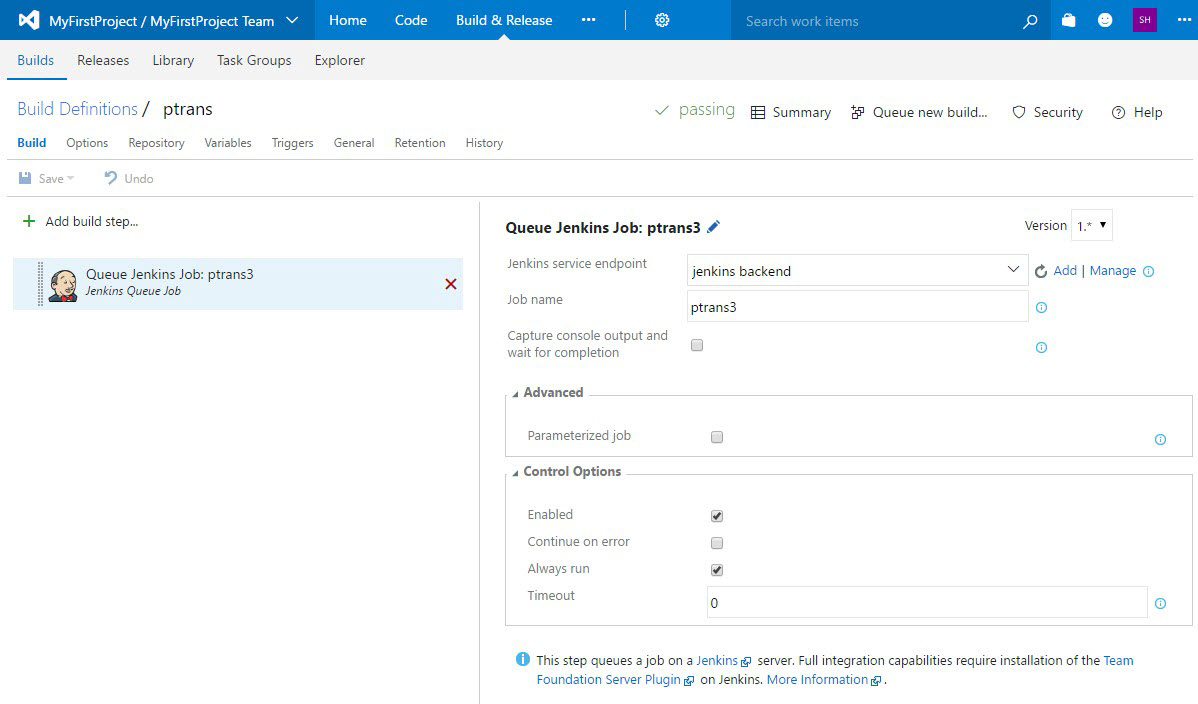 MyFirstProject / MyFirstProject Team Home Code Build & Release ··· Search work items SH ···
Builds Releases Library Task Groups Explorer
Build Definitions / ptrans passing Summary Queue new build... Security Help
Build Options Repository Variables Triggers General Retention History
Save Undo
Add build step...
Queue Jenkins Job: ptrans3
Jenkins Queue Job
Queue Jenkins Job: ptrans3 Version 1.*
Jenkins service endpoint jenkins backend Add | Manage
Job name ptrans3
Capture console output and
wait for completion
Advanced
Parameterized job
Control Options
Enabled
Continue on error
Always run
Timeout 0
This step queues a job on a Jenkins server. Full integration capabilities require installation of the Team
Foundation Server Plugin on Jenkins. More Information .